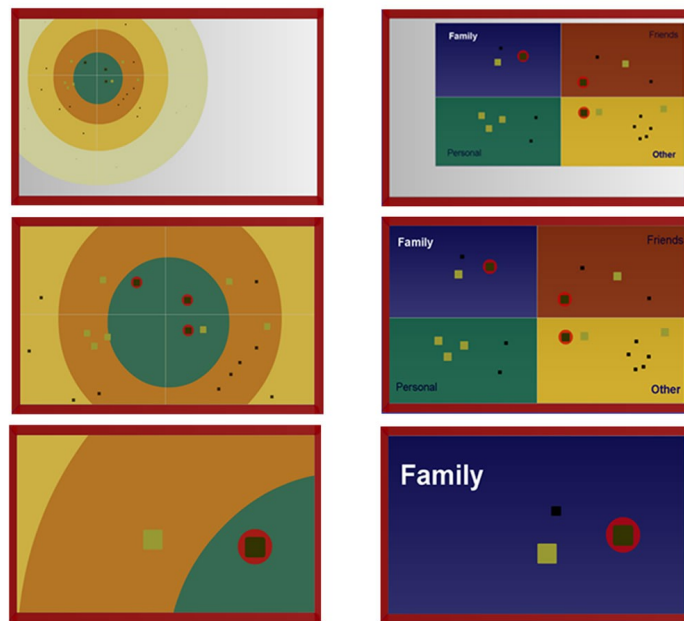 Family
Friends
Personal
Other
Family
Friends
Personal
Other
Family